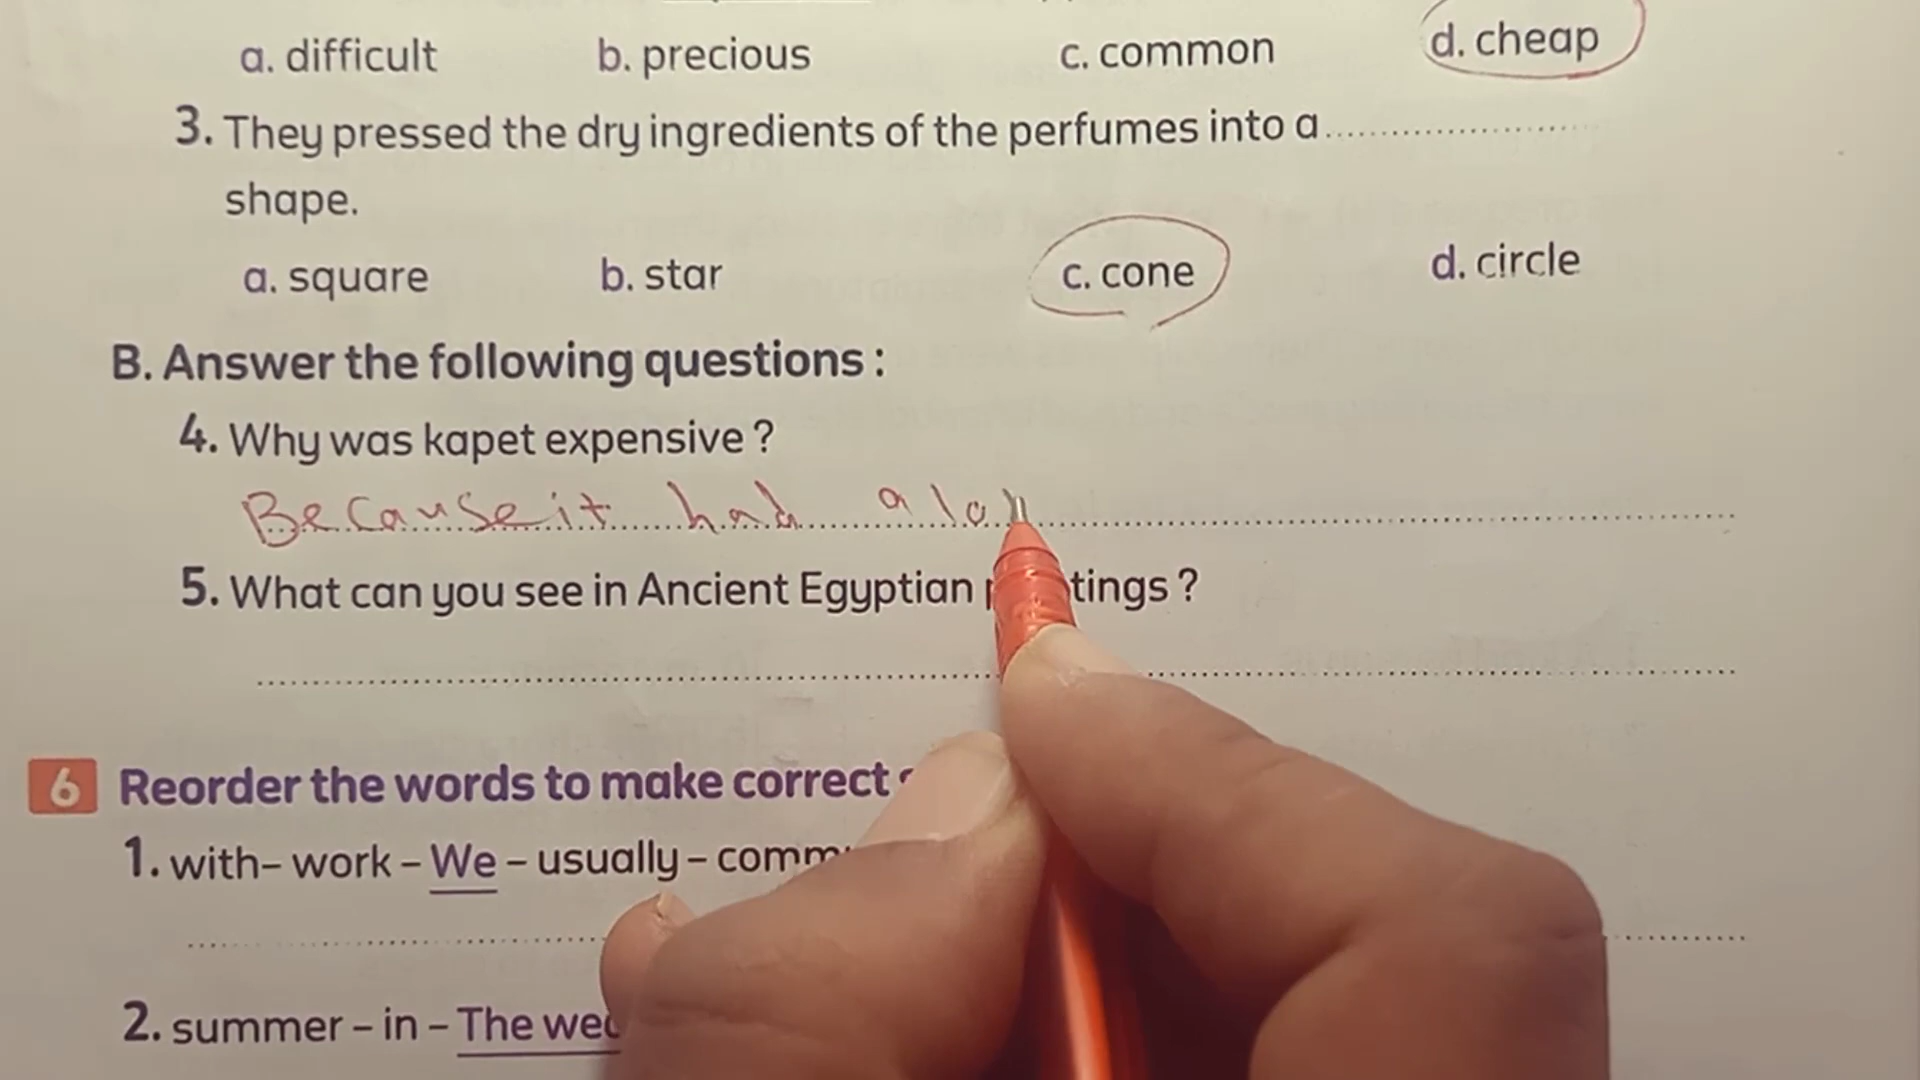 a. difficult b. precious c. common d. cheap
3. They pressed the dry ingredients of the perfumes into a
shape.
a. square b. star c. cone d. circle
B. Answer the following questions :
4. Why was kapet expensive ?
Because it had a lo
5. What can you see in Ancient Egyptian tings ?
6 Reorder the words to make correct
1. with– work – We – usually – comm
2. summer – in – The wea